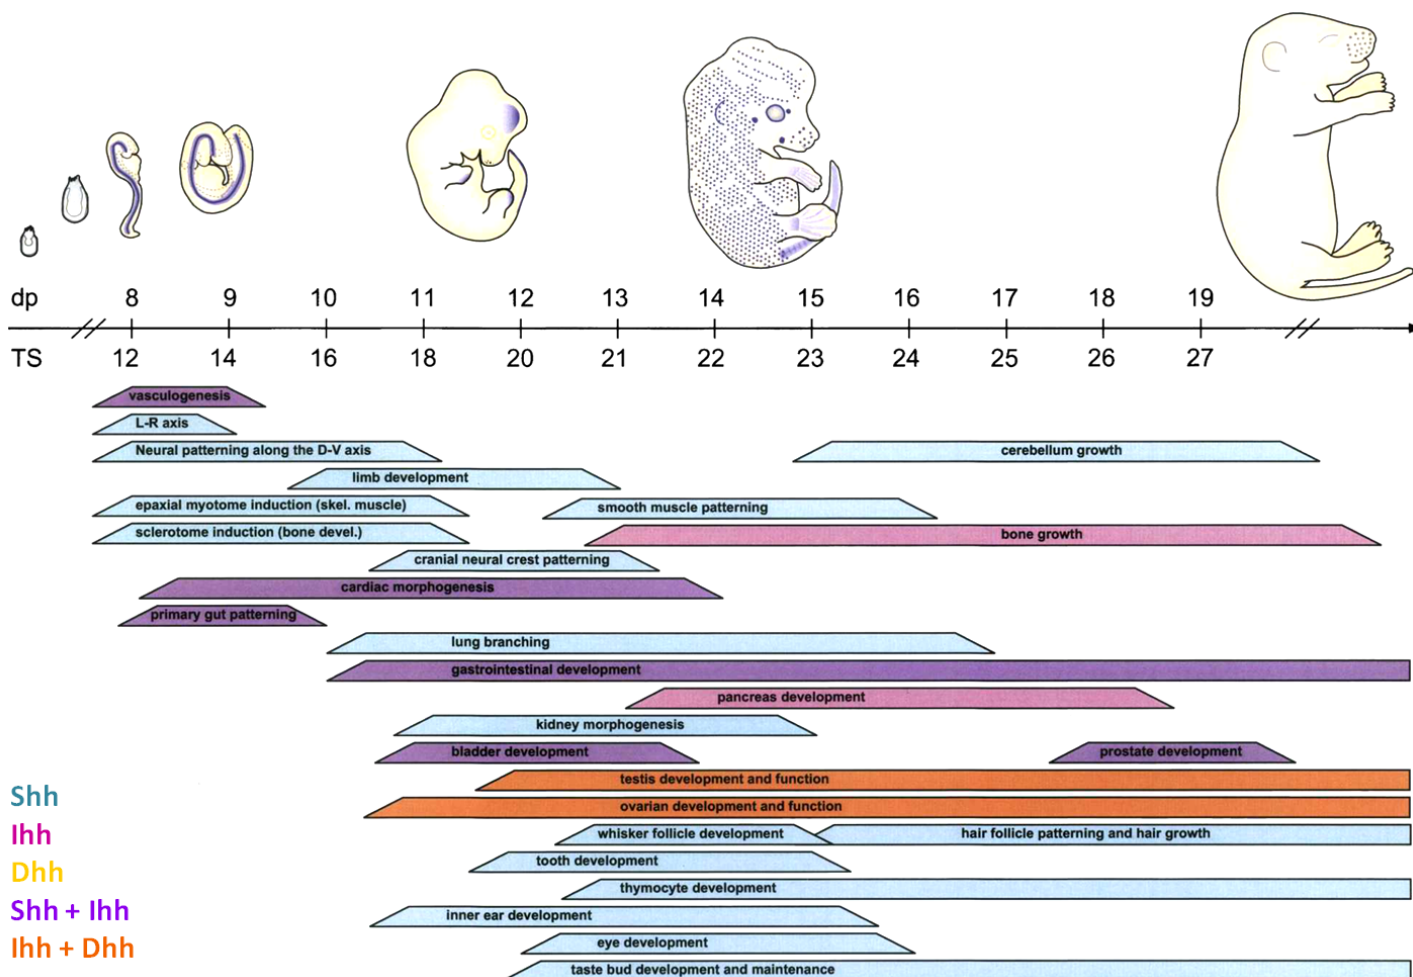 dp 8 9 10 11 12 13 14 15 16 17 18 19
TS 12 14 16 18 20 21 22 23 24 25 26 27
vasculogenesis
L-R axis
Neural patterning along the D-V axis cerebellum growth
limb development
epaxial myotome induction (skel. muscle) smooth muscle patterning
sclerotome induction (bone devel.) bone growth
cranial neural crest patterning
cardiac morphogenesis
primary gut patterning
lung branching
gastrointestinal development
pancreas development
kidney morphogenesis
bladder development prostate development
testis development and function
ovarian development and function
whisker follicle development hair follicle patterning and hair growth
tooth development
thymocyte development
inner ear development
eye development
taste bud development and maintenance
Shh
Ihh
Dhh
Shh + Ihh
Ihh + Dhh